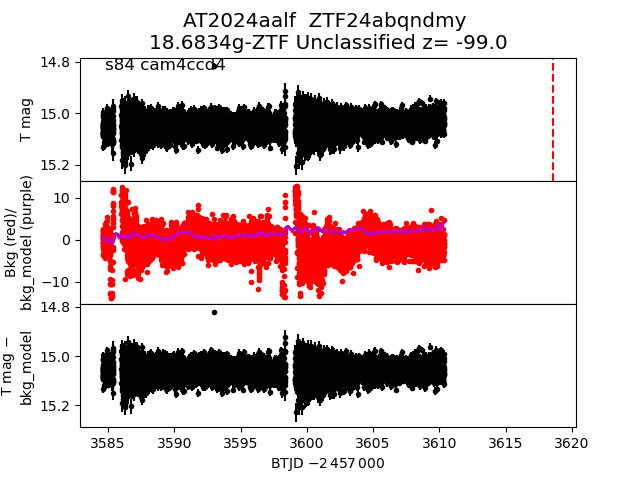 AT2024aalf  ZTF24abqndmy
18.6834g-ZTF Unclassified z= -99.0
s84 cam4ccd4
14.8
15.0
15.2
T mag
10
0
−10
Bkg (red)/
bkg_model (purple)
14.8
15.0
15.2
T mag −
bkg_model
3585 3590 3595 3600 3605 3610 3615 3620
BTJD −2 457 000